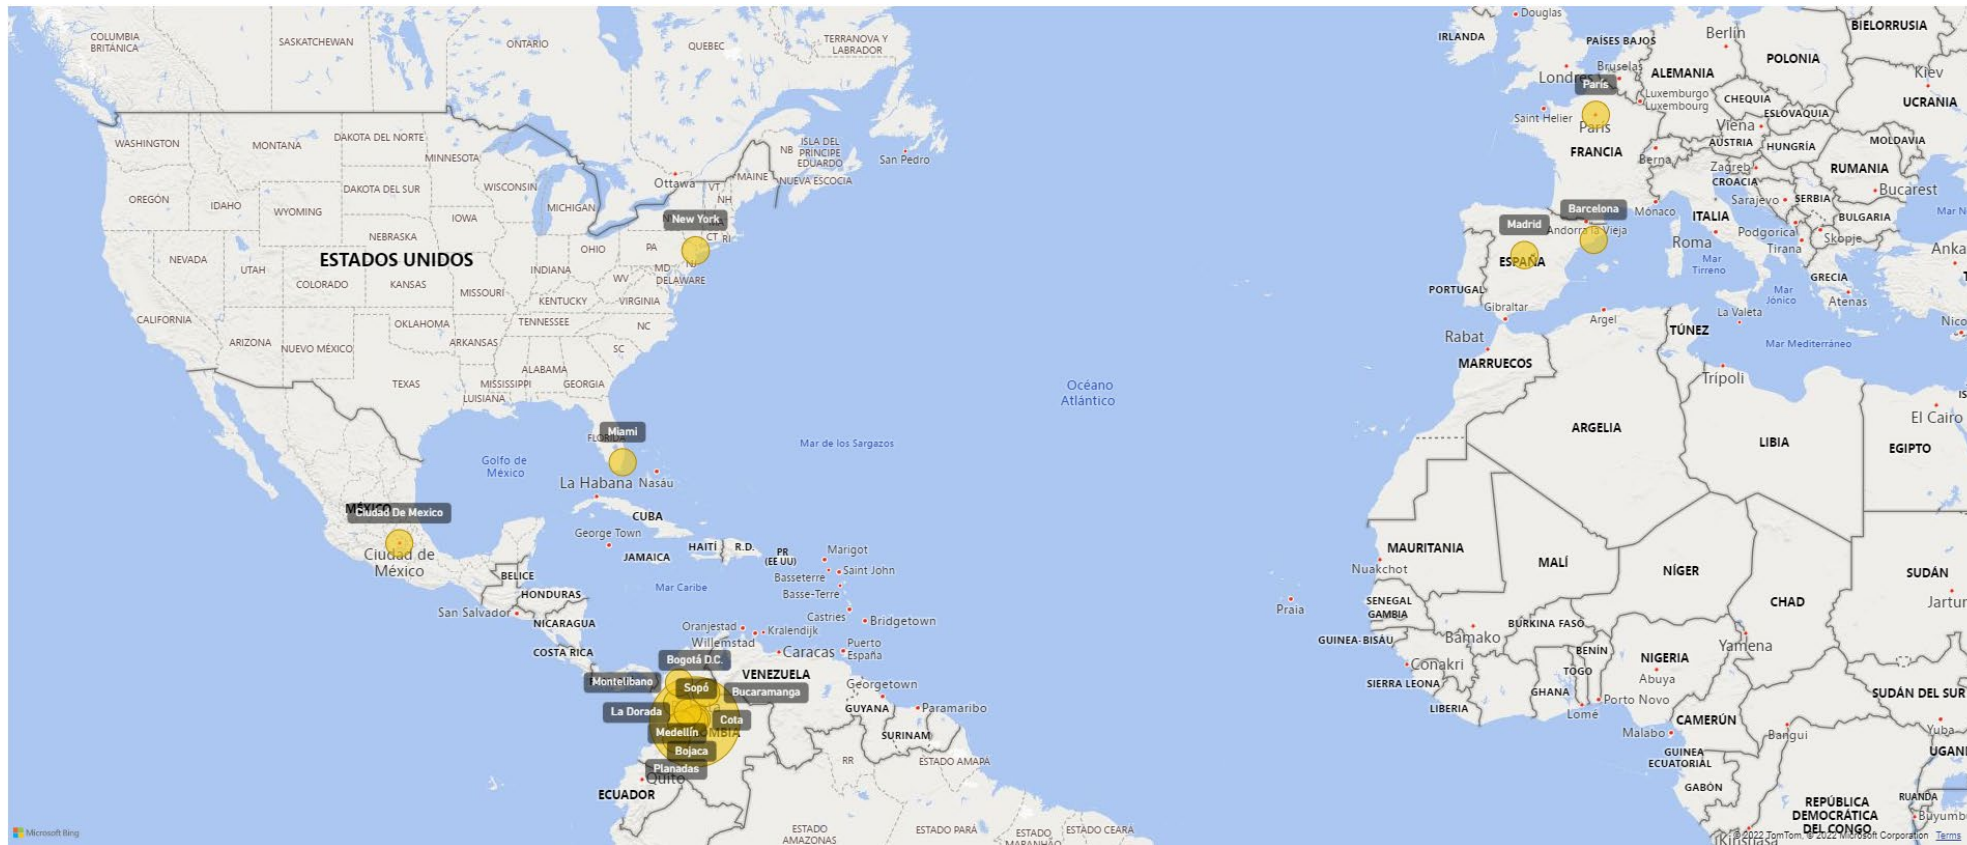 COLUMBIA
BRITÁNICA
SASKATCHEWAN
ONTARIO
QUEBEC
TERRANOVA Y
LABRADOR
WASHINGTON
MONTANA
DAKOTA DEL NORTE
MINNESOTA
Ottawa
MAINE
NB
ISLA DEL
PRÍNCIPE
EDUARDO
NUEVA ESCOCIA
San Pedro
OREGÓN
IDAHO
WYOMING
DAKOTA DEL SUR
WISCONSIN
MICHIGAN
VT
NH
New York
CT
RI
IOWA
NEBRASKA
NEVADA
UTAH
ESTADOS UNIDOS
COLORADO
KANSAS
MISSOURI
INDIANA
OHIO
PA
MD
DELAWARE
WV
VIRGINIA
KENTUCKY
CALIFORNIA
ARIZONA
NUEVO MÉXICO
OKLAHOMA
ARKANSAS
TENNESSEE
NC
SC
TEXAS
MISSISSIPPI
ALABAMA
GEORGIA
LUISIANA
Miami
FLORIDA
Golfo de
México
La Habana
Nasáu
Mar de los Sargazos
Océano
Atlántico
MÉXICO
Ciudad De Mexico
Ciudad de
México
CUBA
George Town
JAMAICA
HAITÍ
R.D.
PR
(EE UU)
Marigot
Saint John
Basseterre
Basse-Terre
BELICE
HONDURAS
Mar Caribe
Castries
Bridgetown
San Salvador
NICARAGUA
Oranjestad
Kralendijk
Willemstad
Caracas
Puerto
España
COSTA RICA
Bogotá D.C.
Montelibano
Sopó
Bucaramanga
VENEZUELA
Georgetown
GUYANA
Paramaribo
La Dorada
Cota
Medellín
SURINAM
Bojaca
Planadas
Quito
ECUADOR
RR
ESTADO AMAPÁ
ESTADO
AMAZONAS
ESTADO PARÁ
ESTADO
MARANHÃO
ESTADO CEARÁ
Douglas
IRLANDA
PAÍSES BAJOS
Berlín
BIELORRUSIA
POLONIA
Londres
Bruselas
ALEMANIA
Kiev
París
Luxemburgo
Luxembourg
CHEQUIA
UCRANIA
Saint Helier
París
ESLOVAQUIA
Viena
FRANCIA
Berna
AUSTRIA
HUNGRÍA
MOLDAVIA
Zagreb
CROACIA
RUMANIA
Bucarest
Barcelona
Mónaco
Sarajevo
SERBIA
Madrid
Andorra la Vieja
ITALIA
BULGARIA
Podgorica
Skopje
ESPAÑA
Roma
Tirana
Mar
Tirreno
GRECIA
PORTUGAL
Gibraltar
Mar
Jónico
Atenas
Argel
La Valeta
Rabat
TÚNEZ
MARRUECOS
Mar Mediterráneo
Trípoli
El Cairo
ARGELIA
LIBIA
EGIPTO
MAURITANIA
Nuakchot
MALÍ
NÍGER
SUDÁN
CHAD
Praia
SENEGAL
GAMBIA
GUINEA-BISÁU
Bamako
BURKINA FASO
Yamena
Conakri
SIERRA LEONA
LIBERIA
BENÍN
TOGO
GHANA
NIGERIA
Abuya
Lomé
Porto Novo
SUDÁN DEL SUR
CAMERÚN
Malabo
Bangui
Yuba
GUINEA
ECUATORIAL
GABÓN
RUANDA
REPÚBLICA
DEMOCRÁTICA
DEL CONGO
Kinshasa
Microsoft Bing
© 2022 TomTom, © 2022 Microsoft Corporation Terms